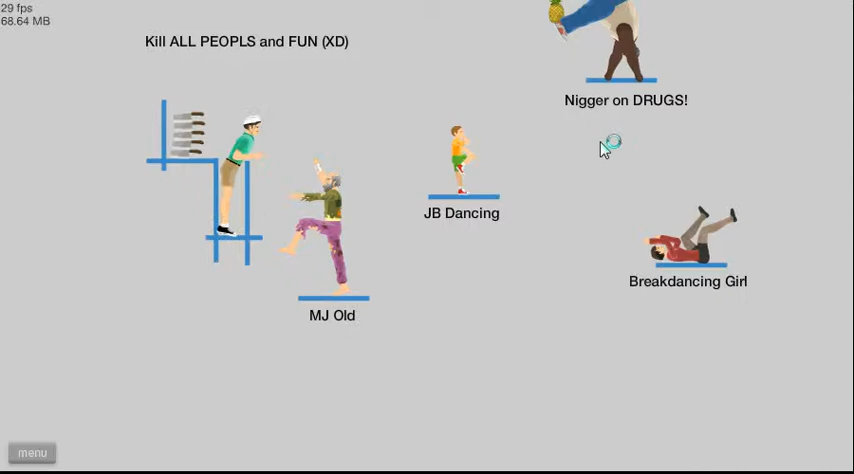 29 fps
68.64 MB
Kill ALL PEOPLS and FUN (XD)
Nigger on DRUGS!
JB Dancing
Breakdancing Girl
MJ Old
menu